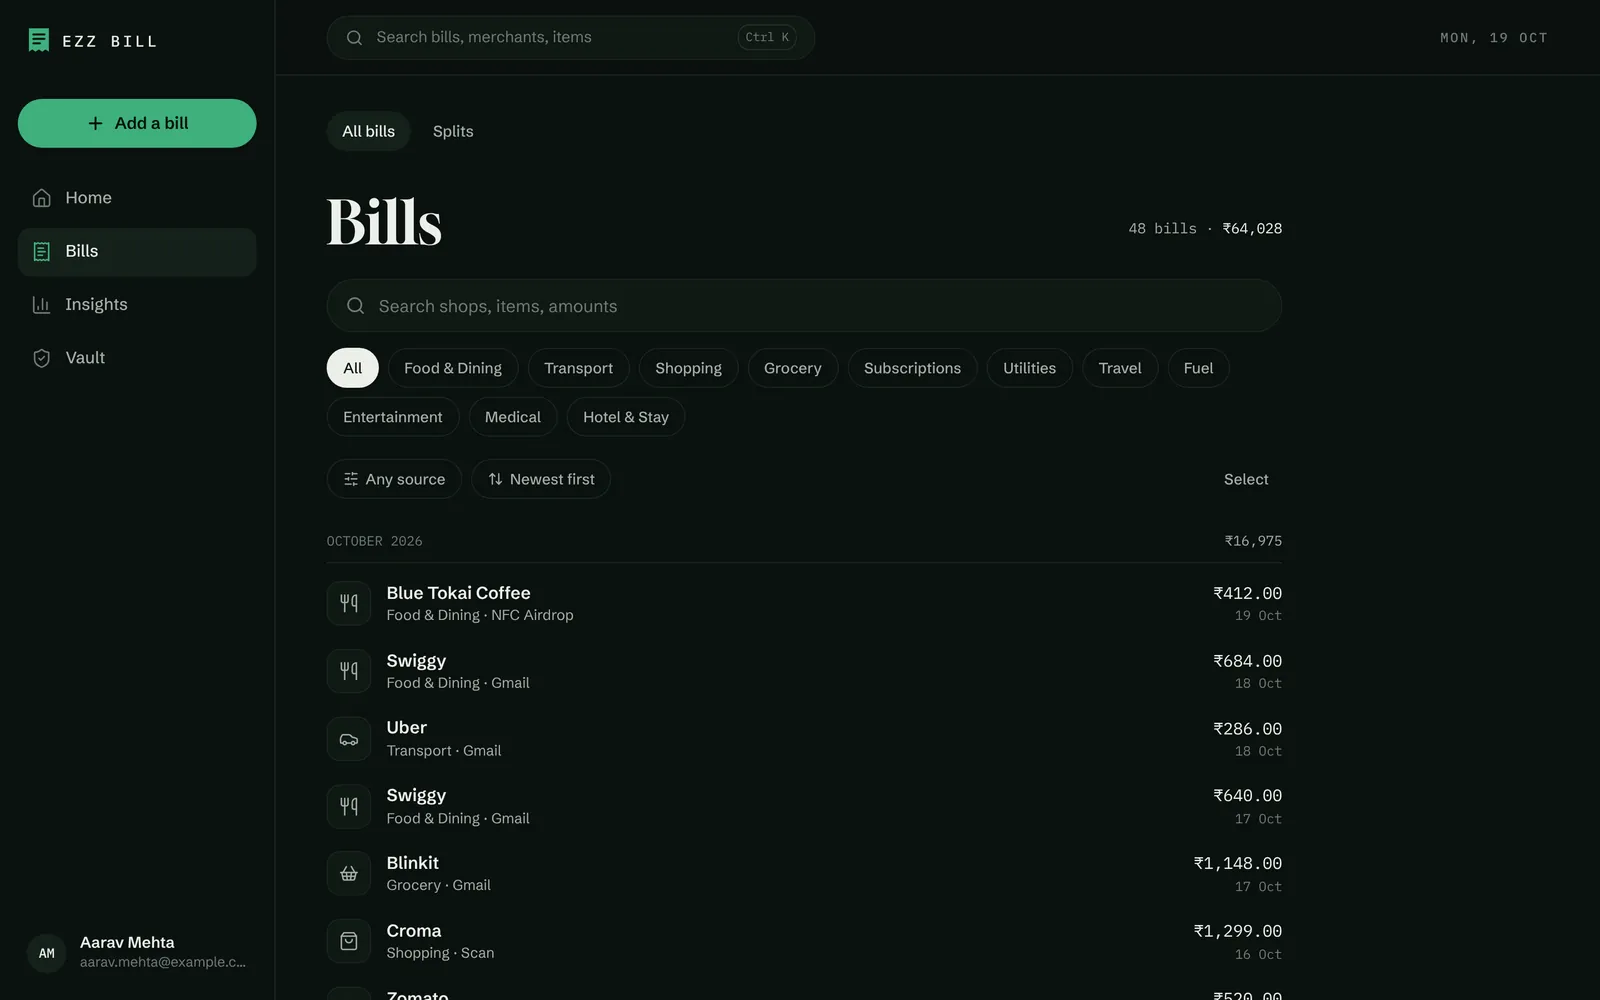 EZZ BILL
Search bills, merchants, items
Ctrl K
MON, 19 OCT
Add a bill
Home
Bills
Insights
Vault
All bills
Splits
Bills
48 bills · ₹64,028
Search shops, items, amounts
All
Food & Dining
Transport
Shopping
Grocery
Subscriptions
Utilities
Travel
Fuel
Entertainment
Medical
Hotel & Stay
Any source
Newest first
Select
OCTOBER 2026
₹16,975
Blue Tokai Coffee
₹412.00
Food & Dining · NFC Airdrop
19 Oct
Swiggy
₹684.00
Food & Dining · Gmail
18 Oct
Uber
₹286.00
Transport · Gmail
18 Oct
Swiggy
₹640.00
Food & Dining · Gmail
17 Oct
Blinkit
₹1,148.00
Grocery · Gmail
17 Oct
Croma
₹1,299.00
Shopping · Scan
16 Oct
Zomato
₹520.00
AM
Aarav Mehta
aarav.mehta@example.c...